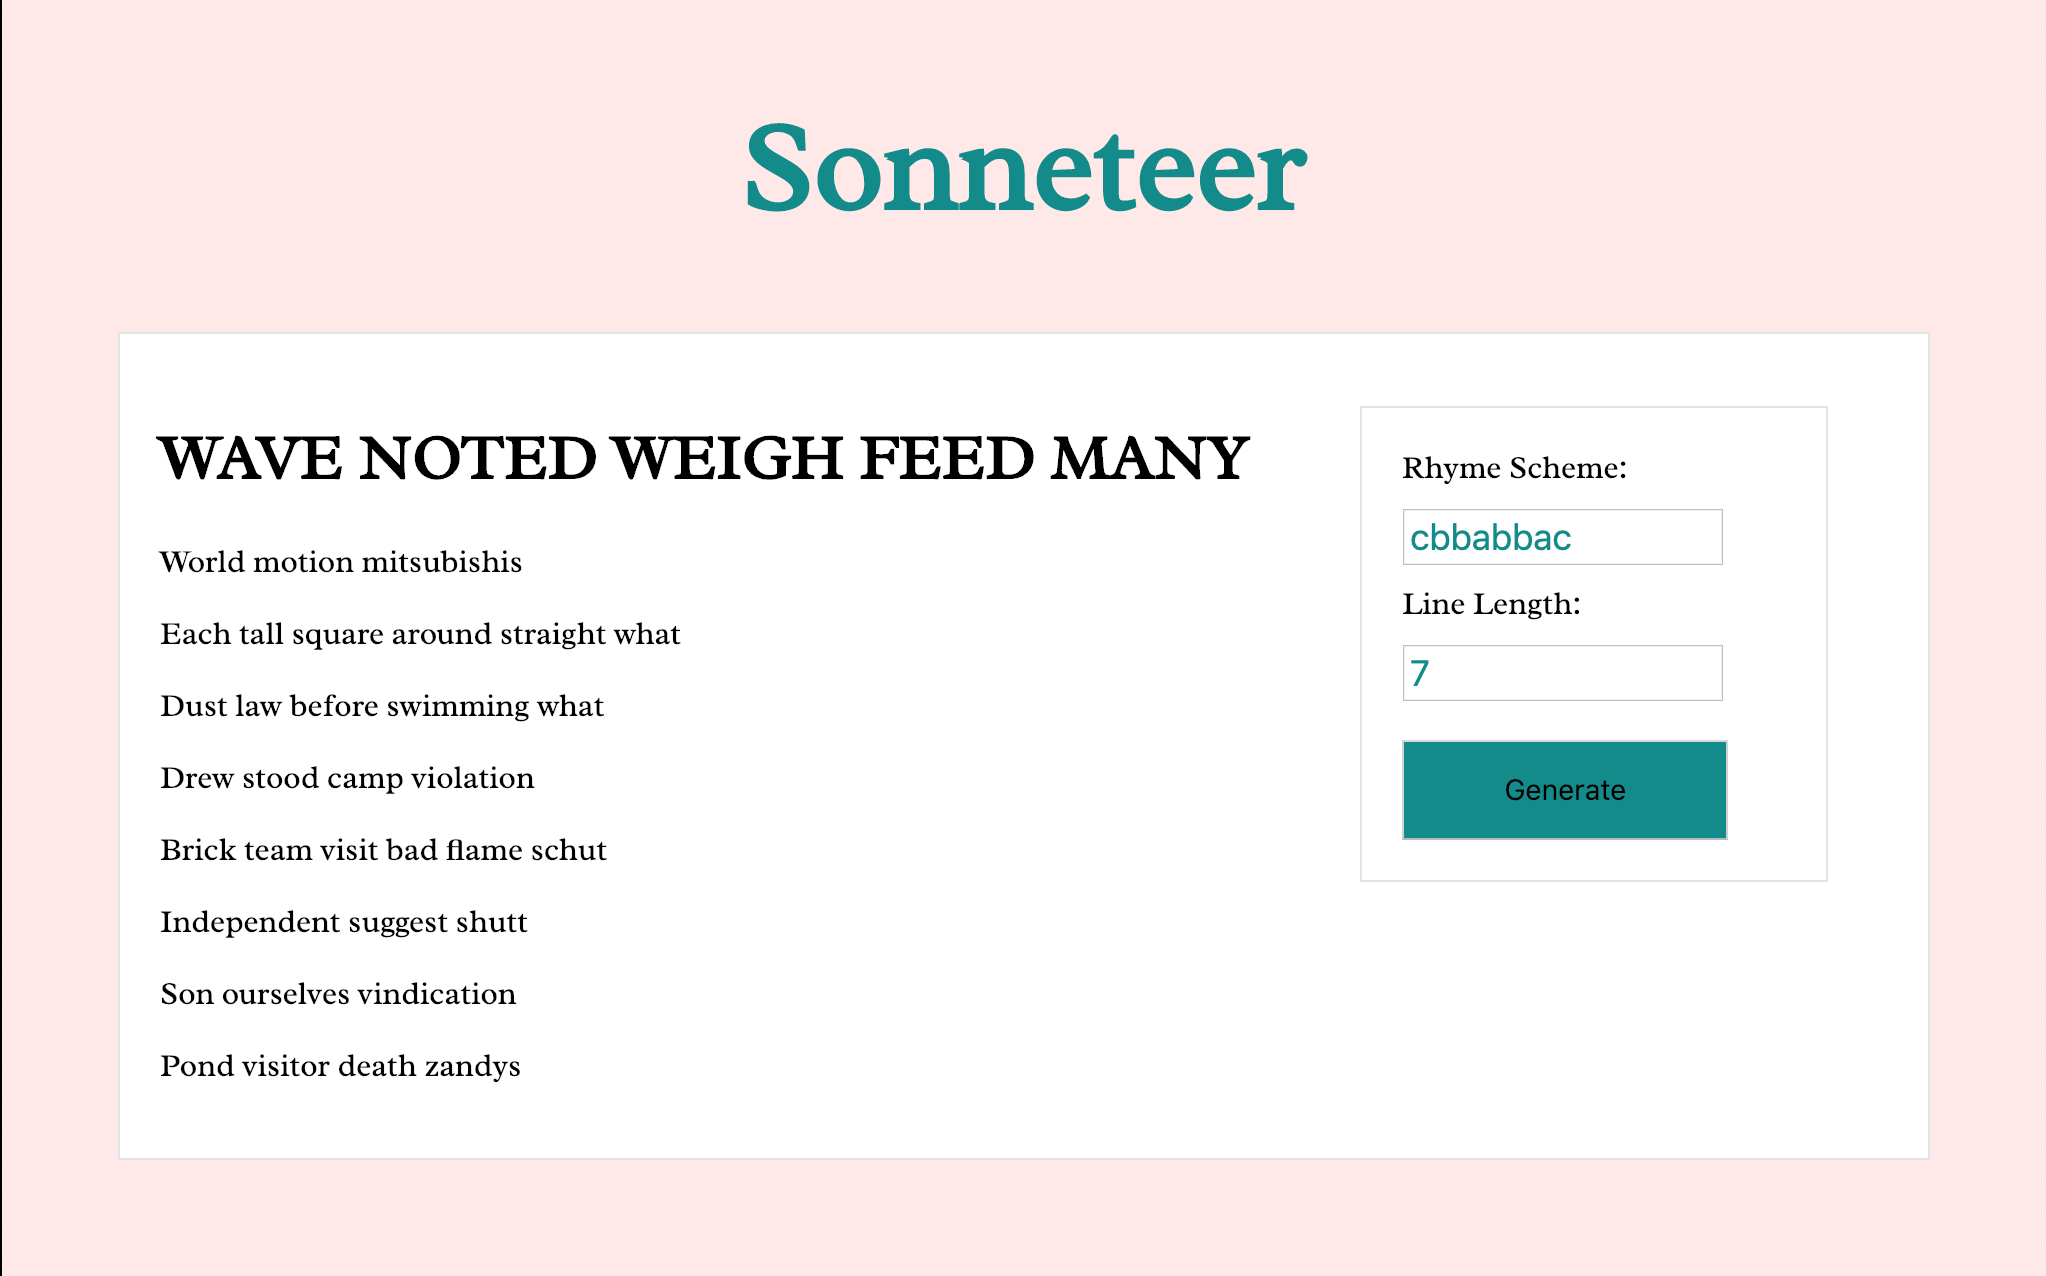 Sonneteer
WAVE NOTED WEIGH FEED MANY
World motion mitsubishis
Each tall square around straight what
Dust law before swimming what
Drew stood camp violation
Brick team visit bad flame schut
Independent suggest shutt
Son ourselves vindication
Pond visitor death zandys
Rhyme Scheme:
cbbabbac
Line Length:
7
Generate